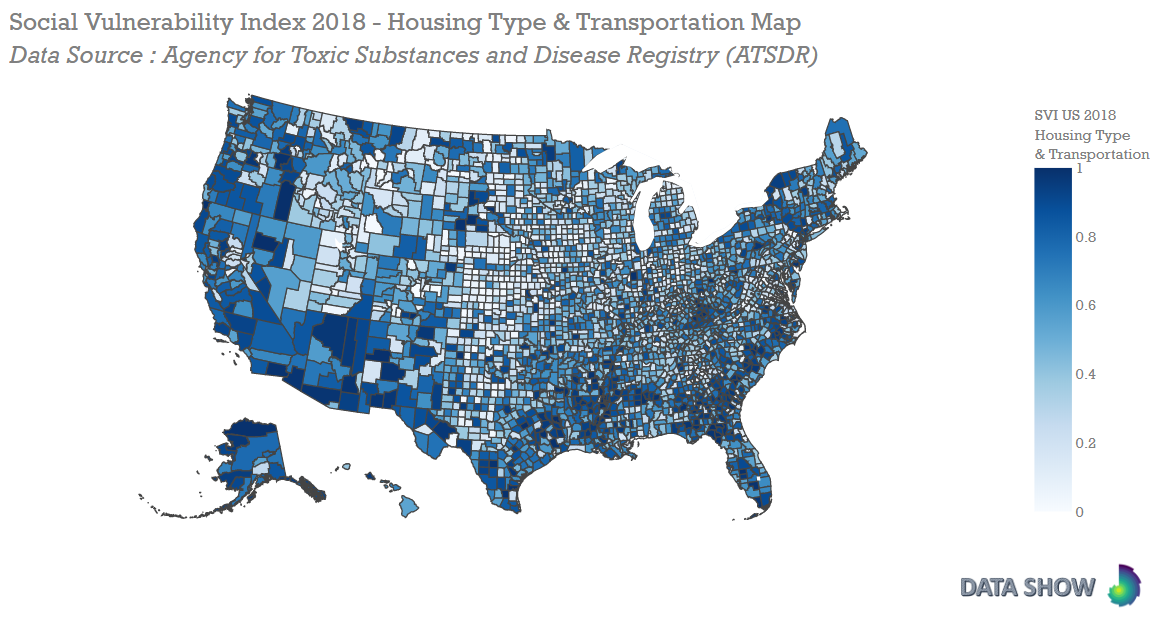 Social Vulnerability Index 2018 - Housing Type & Transportation Map
Data Source : Agency for Toxic Substances and Disease Registry (ATSDR)
SVI US 2018
Housing Type
& Transportation
1
0.8
0.6
0.4
0.2
0
DATA SHOW